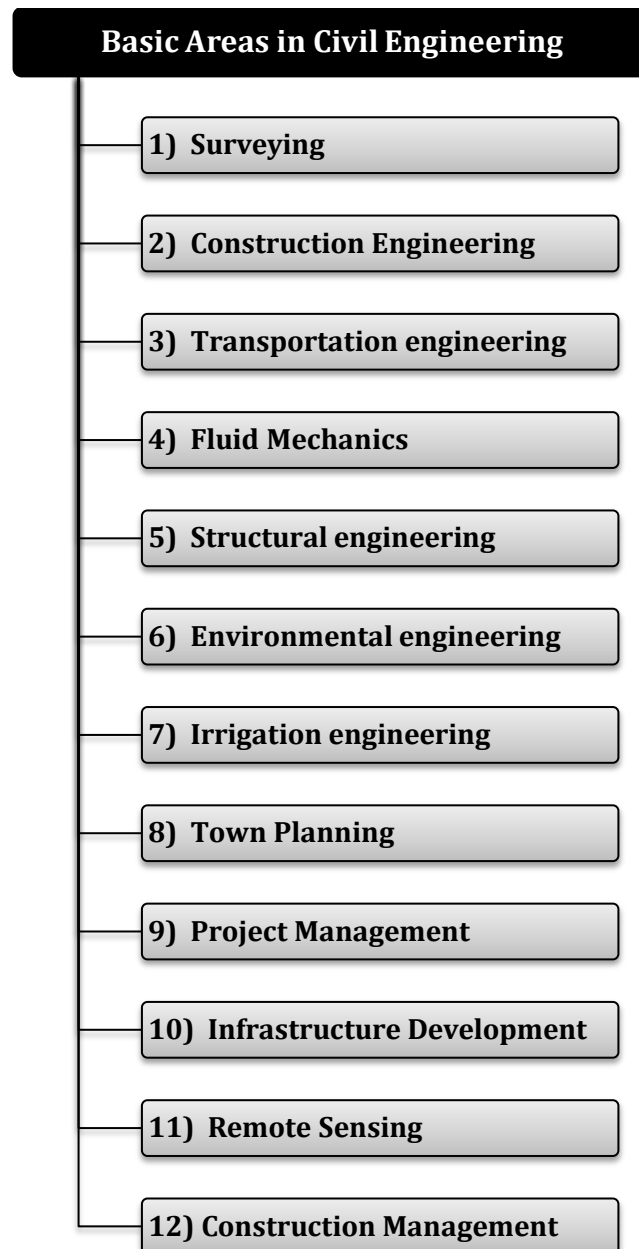 Basic Areas in Civil Engineering
1) Surveying
2) Construction Engineering
3) Transportation engineering
4) Fluid Mechanics
5) Structural engineering
6) Environmental engineering
7) Irrigation engineering
8) Town Planning
9) Project Management
10) Infrastructure Development
11) Remote Sensing
12) Construction Management